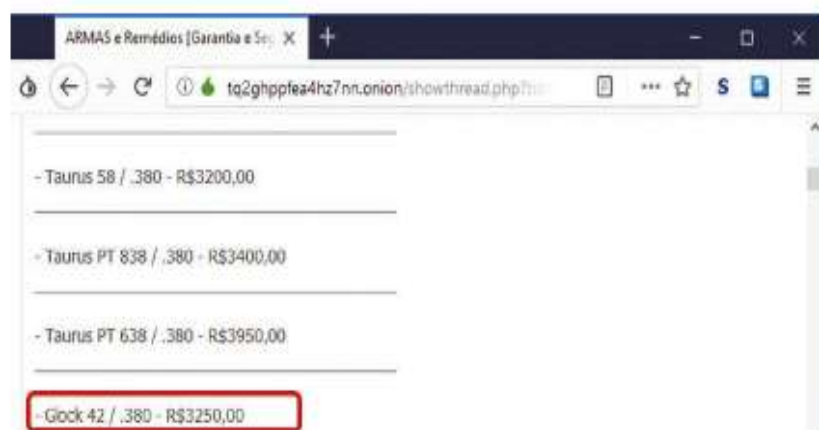 ARMAS e Remédios [Garantia e Se
tq2ghppfea4hz7nn.onion/showthread.php?
S
- Taurus 58 / .380 - R$3200,00
- Taurus PT 838 / .380 - R$3400,00
- Taurus PT 638 / .380 - R$3950,00
- Glock 42 / .380 - R$3250,00